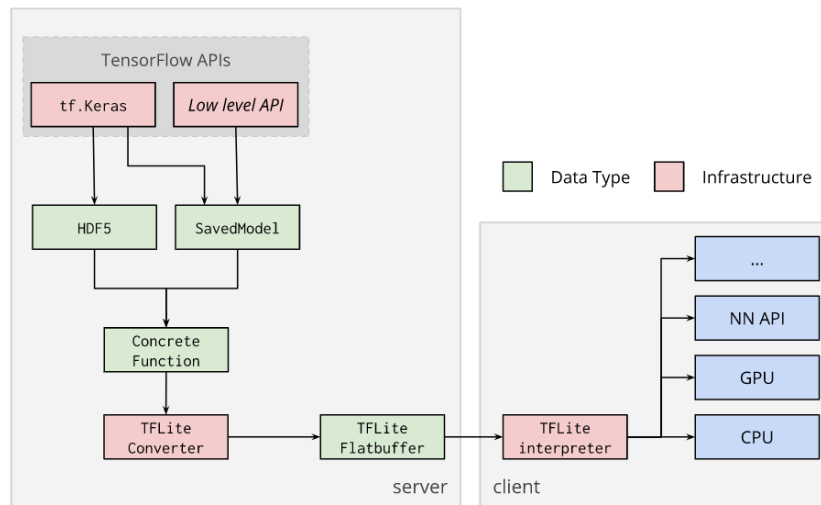 TensorFlow APIs
tf.Keras
Low level API
Data Type
Infrastructure
HDF5
SavedModel
...
NN API
Concrete
Function
GPU
TFLite
Converter
TFLite
Flatbuffer
TFLite
interpreter
CPU
server
client